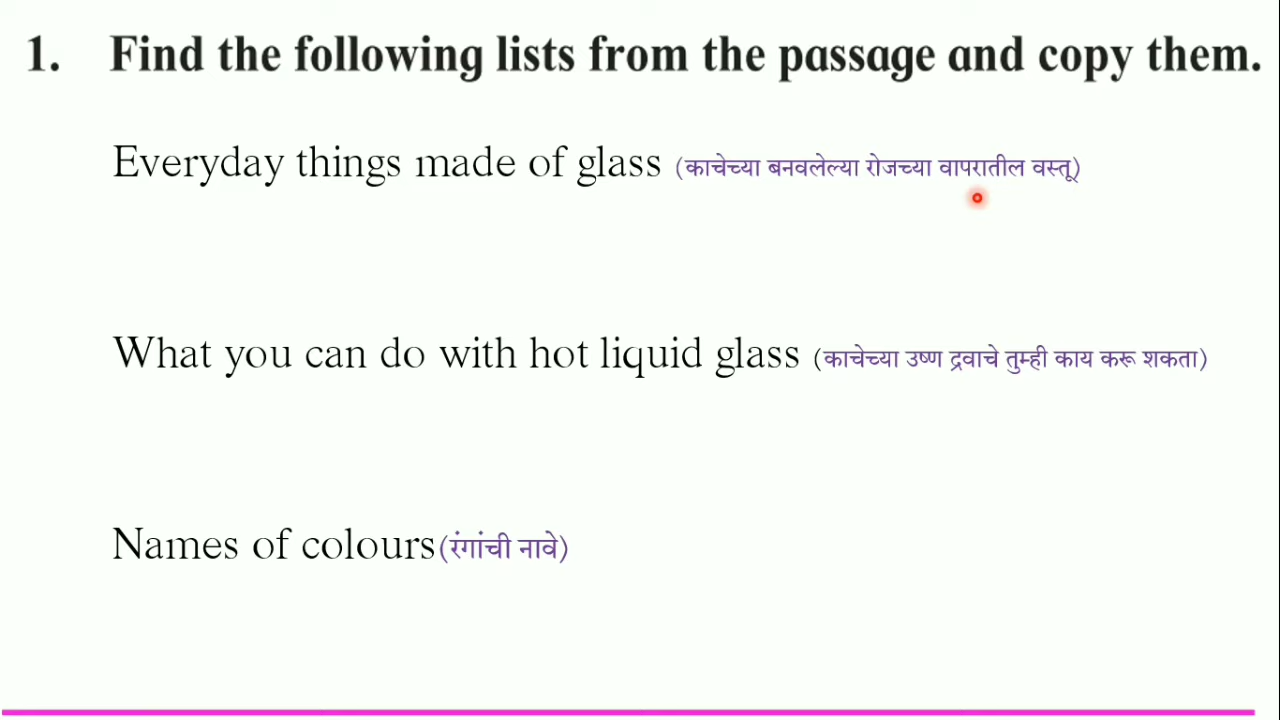 1. Find the following lists from the passage and copy them.
Everyday things made of glass (काचेच्या बनवलेल्या रोजच्या वापरातील वस्तू)
What you can do with hot liquid glass (काचेच्या उष्ण द्रवाचे तुम्ही काय करू शकता)
Names of colours(रंगांची नावे)